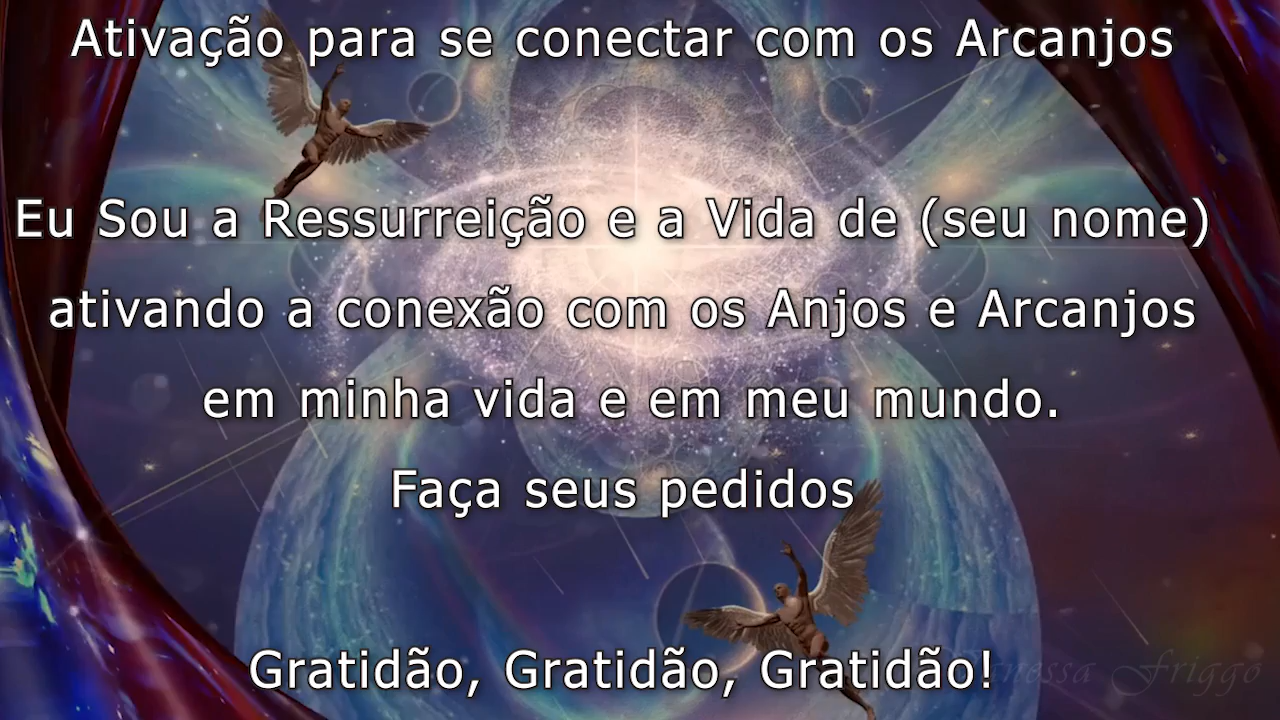 Ativação para se conectar com os Arcanjos
Eu Sou a Ressurreição e a Vida de (seu nome)
ativando a conexão com os Anjos e Arcanjos
em minha vida e em meu mundo.
Faça seus pedidos
Gratidão, Gratidão, Gratidão!
Friggo